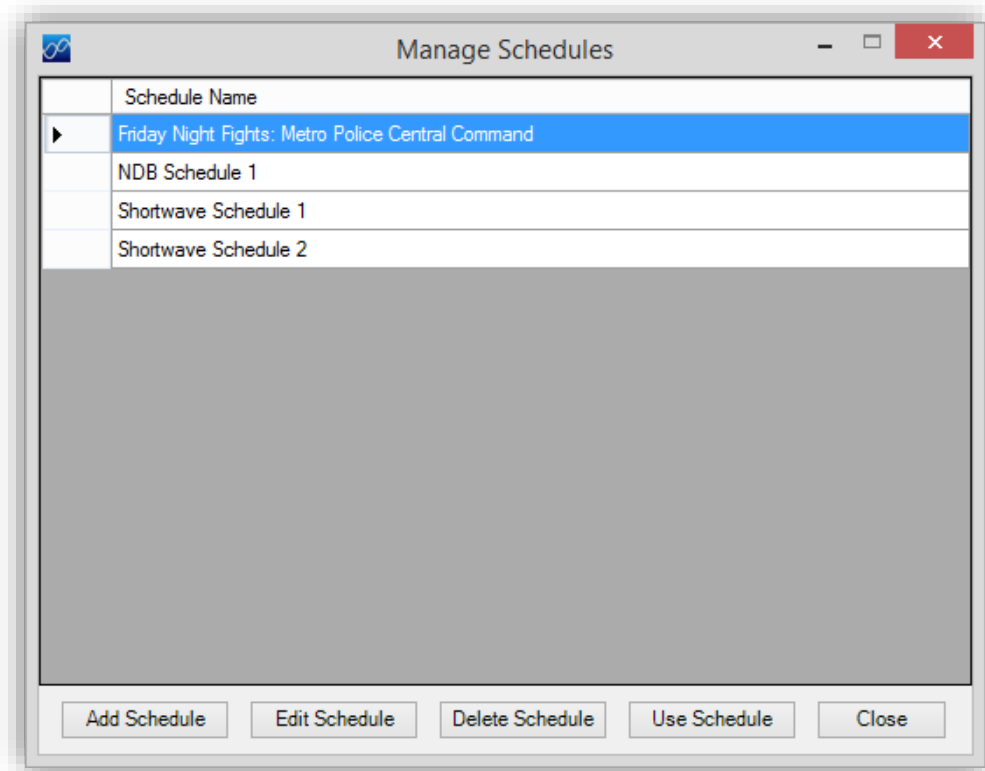 Manage Schedules
Schedule Name
Friday Night Fights: Metro Police Central Command
NDB Schedule 1
Shortwave Schedule 1
Shortwave Schedule 2
Add Schedule Edit Schedule Delete Schedule Use Schedule Close